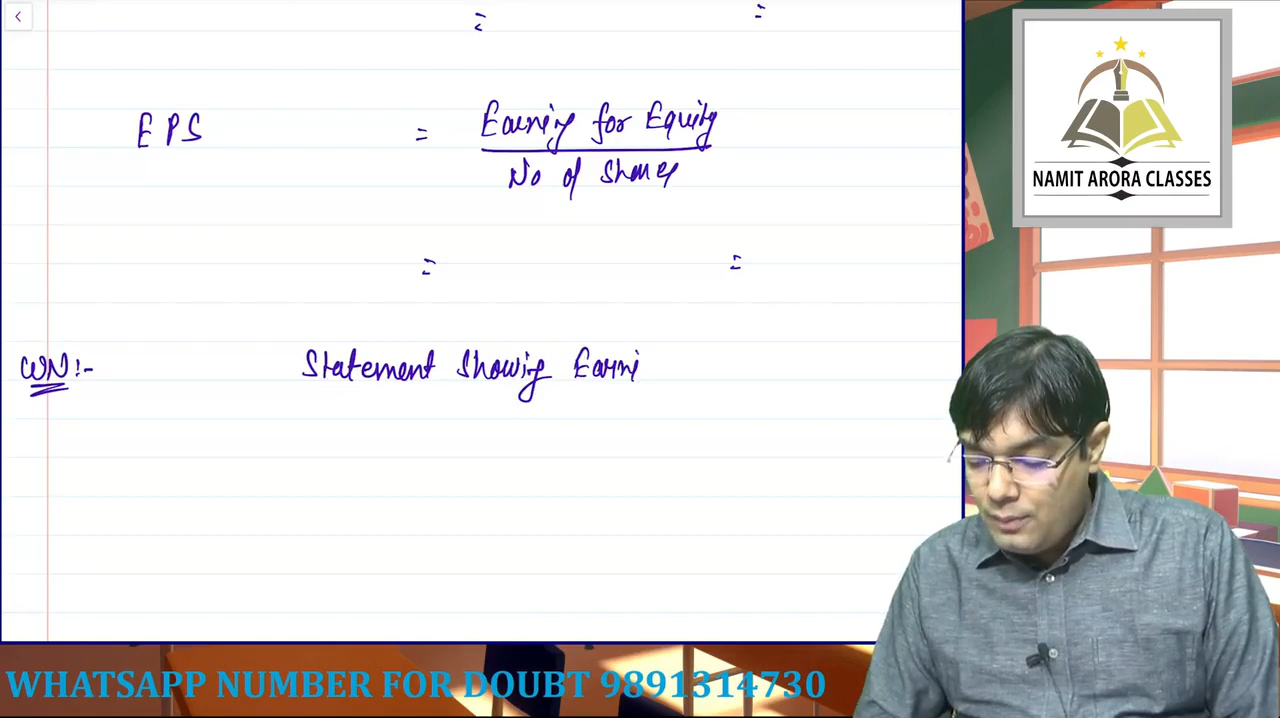 =
=
EPS = Earning for Equity
No of Shares
=
=
WN:- Statement Showing Earni
NAMIT ARORA CLASSES
WHATSAPP NUMBER FOR DOUBT 9891314730